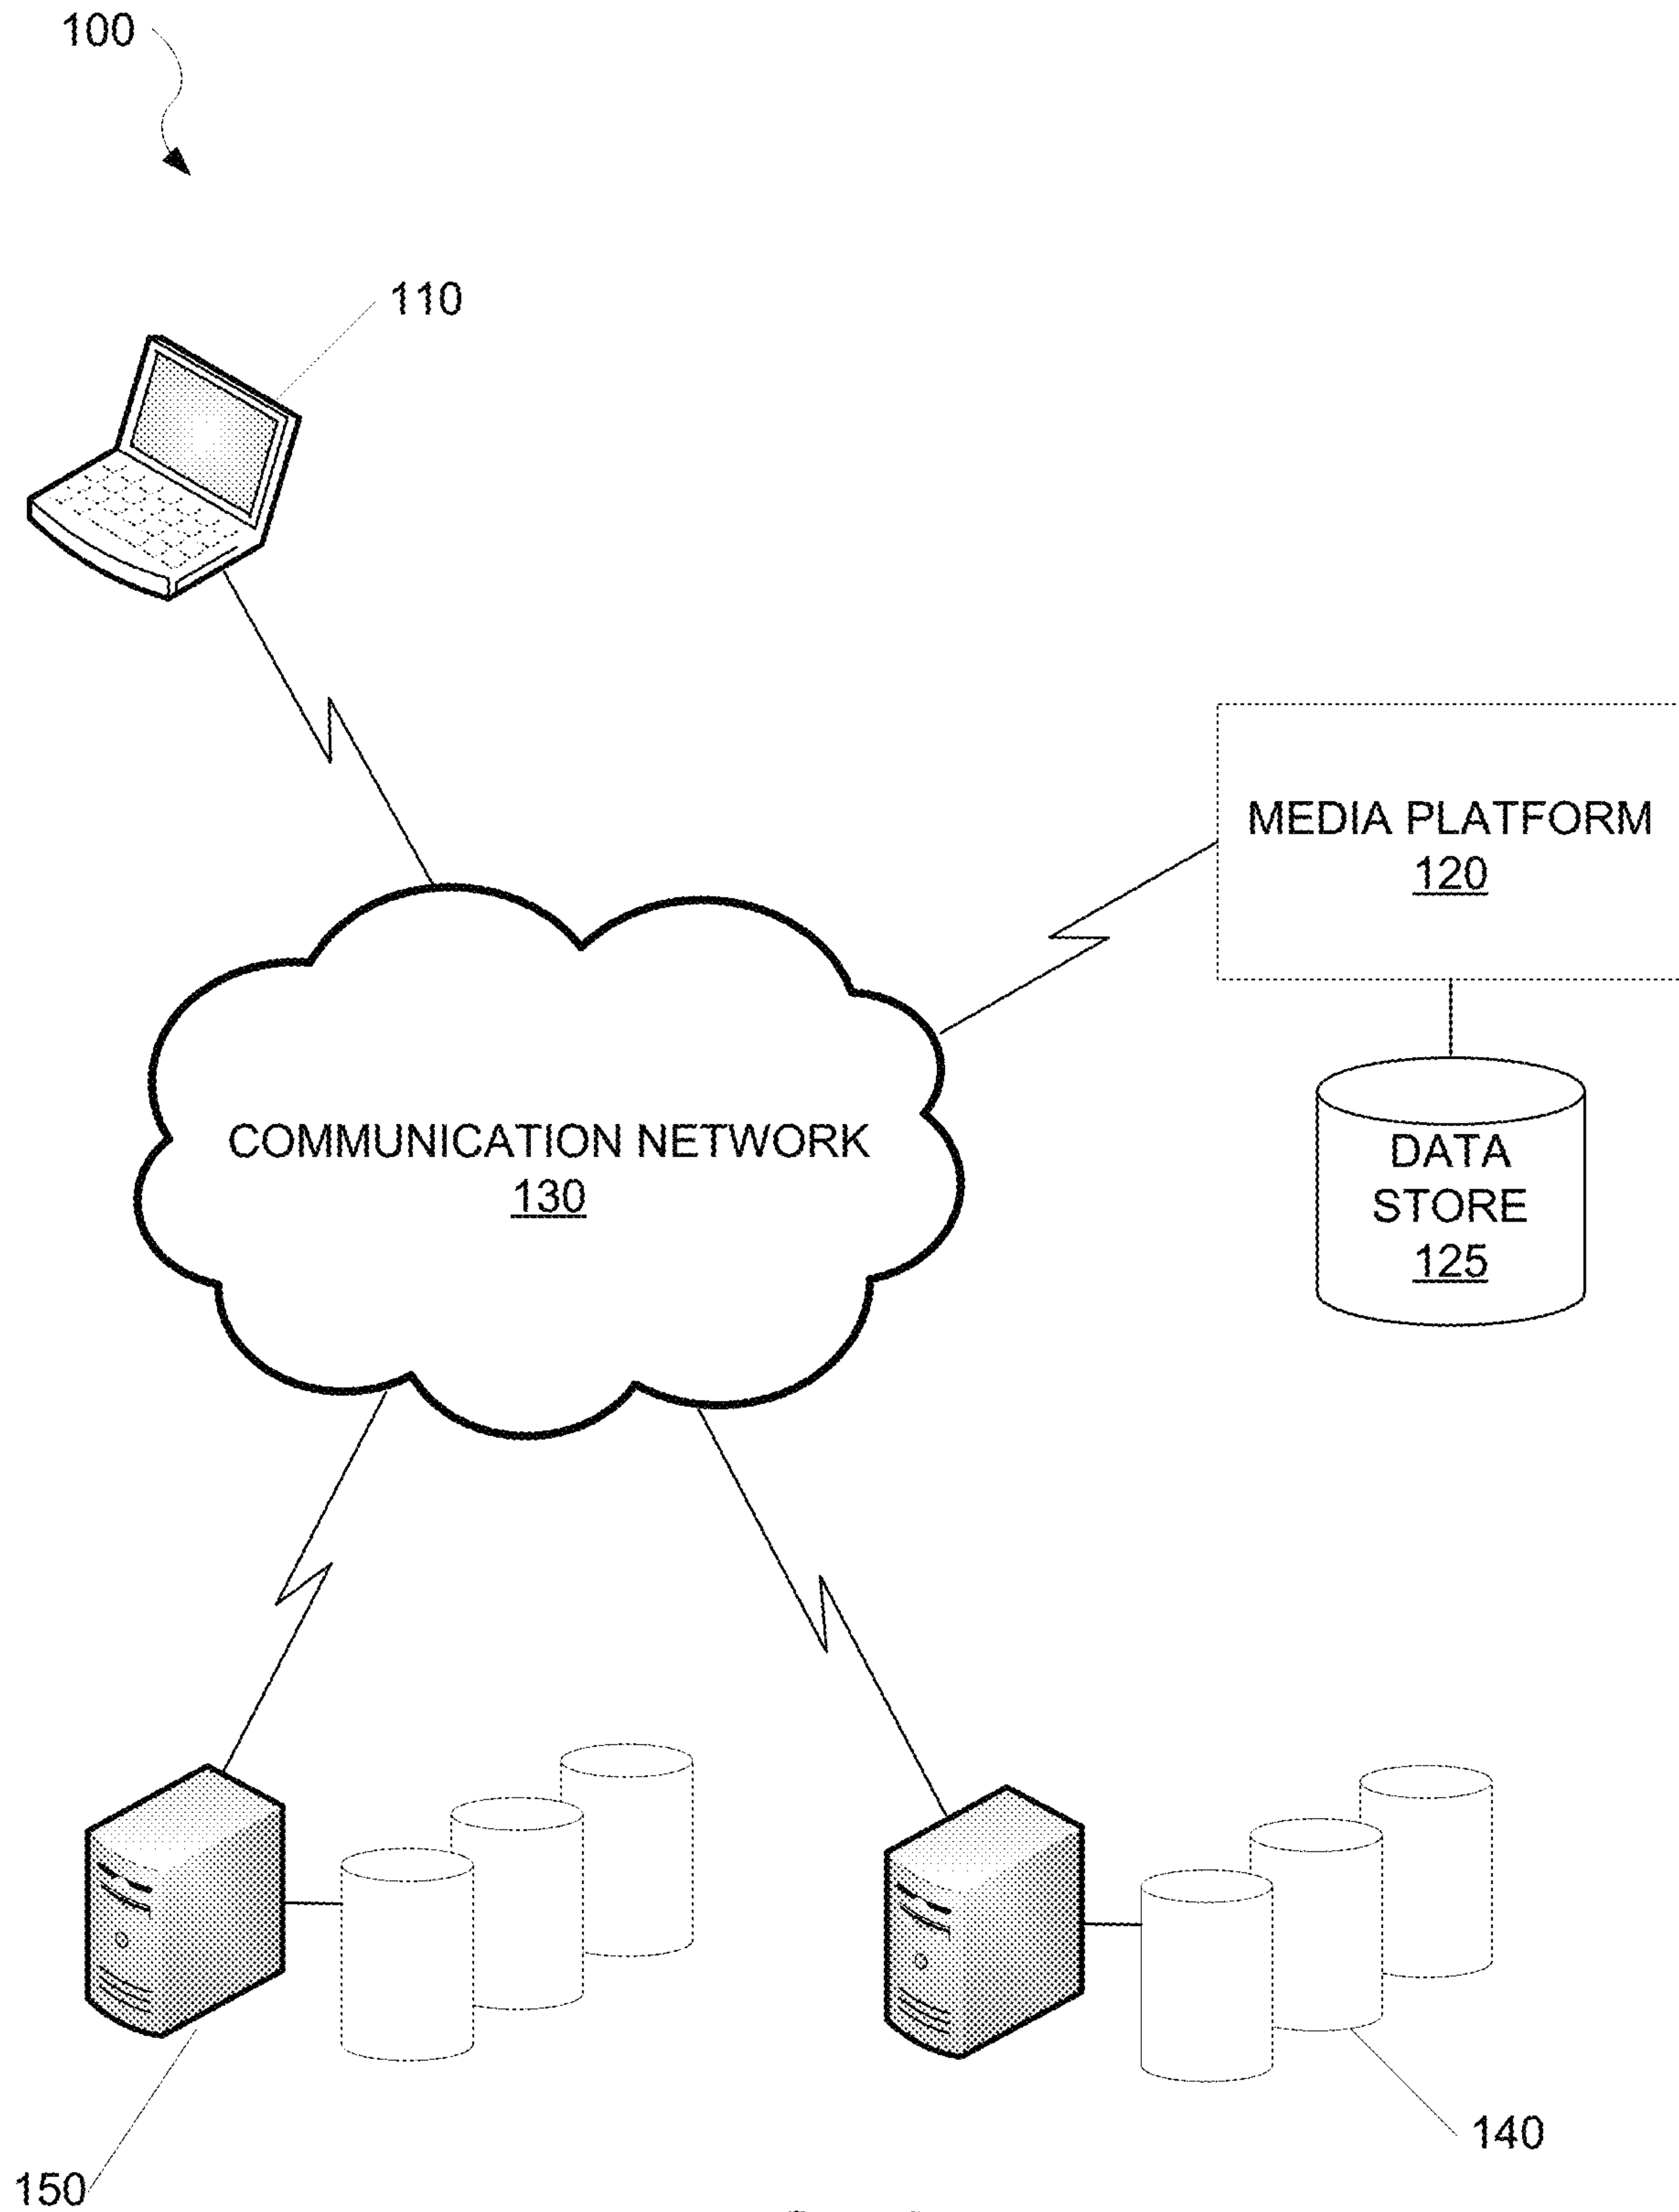 100
110
MEDIA PLATFORM
120
COMMUNICATION NETWORK
130
DATA
STORE
125
140
150